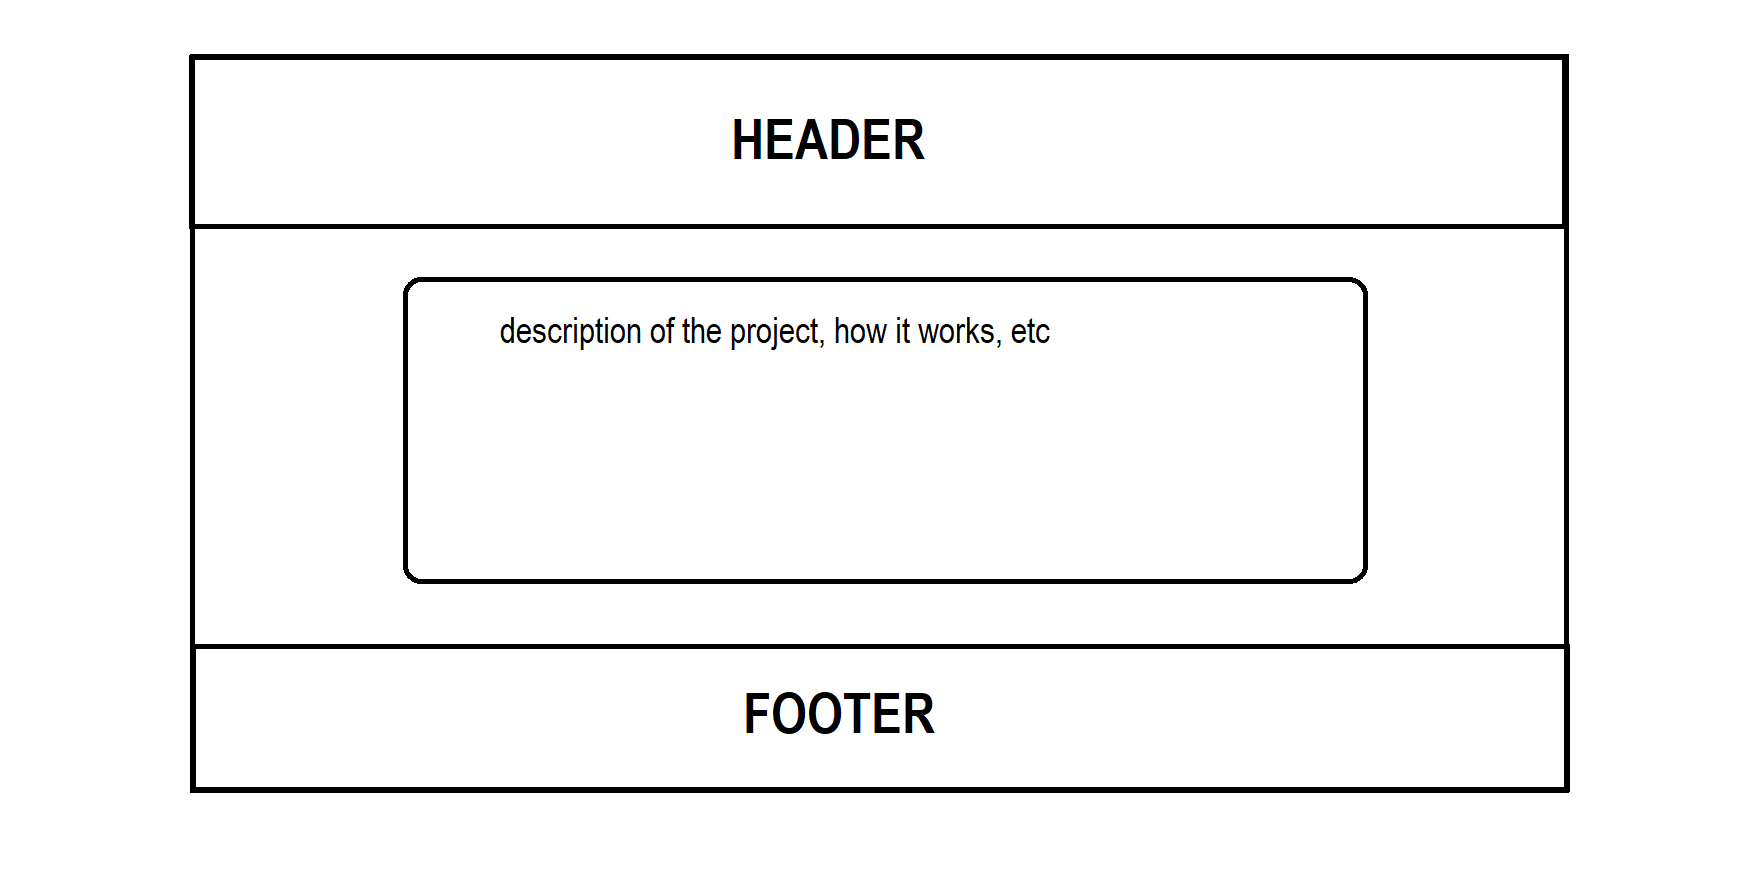 HEADER
description of the project, how it works, etc
FOOTER